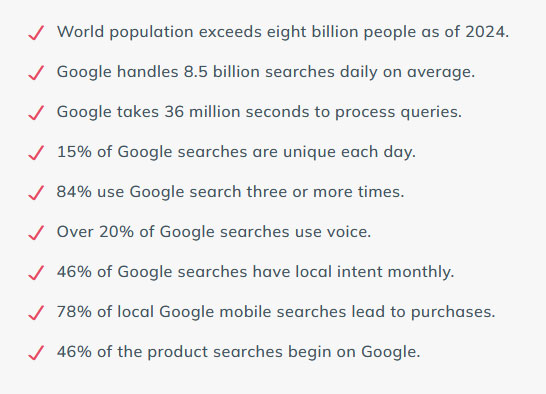 World population exceeds eight billion people as of 2024.
Google handles 8.5 billion searches daily on average.
Google takes 36 million seconds to process queries.
15% of Google searches are unique each day.
84% use Google search three or more times.
Over 20% of Google searches use voice.
46% of Google searches have local intent monthly.
78% of local Google mobile searches lead to purchases.
46% of the product searches begin on Google.